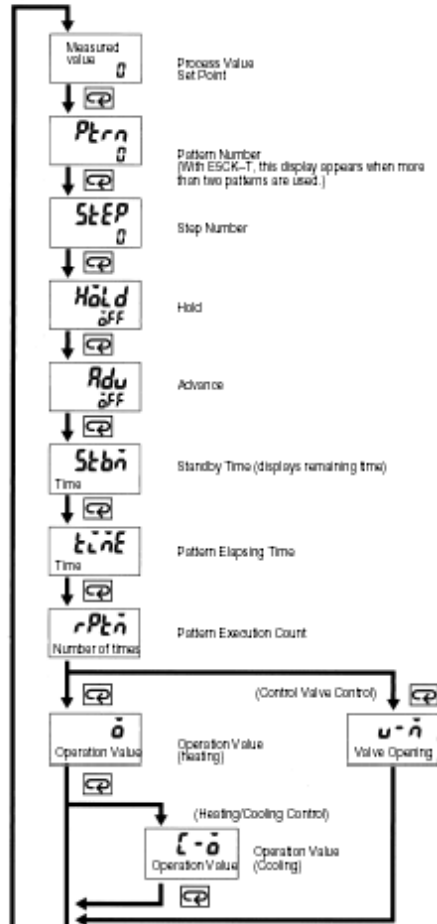 Measured
value
0
Process Value
Set Point
Ptrn
0
Pattern Number
(With E5CK–T, this display appears when more
than two patterns are used.)
StEP
0
Step Number
HoLd
oFF
Hold
Adv
oFF
Advance
Stbm
Time
Standby Time (displays remaining time)
timE
Time
Pattern Elapsing Time
rPtm
Number of times
Pattern Execution Count
(Control Valve Control)
o
Operation Value
Operation Value
(Heating)
v-m
Valve Opening
(Heating/Cooling Control)
C-o
Operation Value
Operation Value
(Cooling)